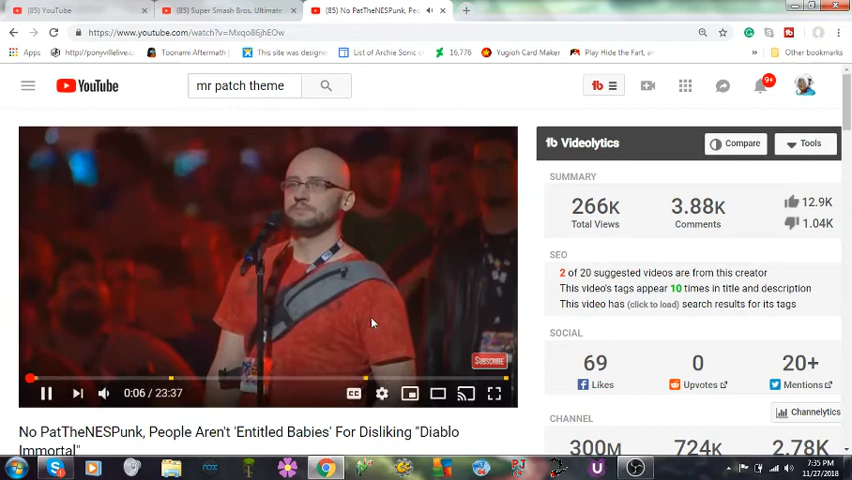 (85) YouTube
(85) Super Smash Bros. Ultimate
(85) No PatTheNESPunk, Peo
https://www.youtube.com/watch?v=Mxqo86jhEOw
Apps
http://ponyvillelive.c
Toonami Aftermath
This site was design
List of Archie Sonic c
16,776
Yugioh Card Maker
Play Hide the Fart, an
Other bookmarks
YouTube
mr patch theme
9+
Videolytics
Compare
Tools
SUMMARY
266K
3.88K
12.9K
Total Views
Comments
1.04K
SEO
2 of 20 suggested videos are from this creator
This video's tags appear 10 times in title and description
This video has (click to load) search results for its tags
SOCIAL
69
0
20+
Likes
Upvotes
Mentions
SUBSCRIBE
0:06 / 23:37
CC
Channelytics
CHANNEL
300M
724K
2.78K
No PatTheNESPunk, People Aren't 'Entitled Babies' For Disliking "Diablo
Immortal"
7:35 PM
11/27/2018